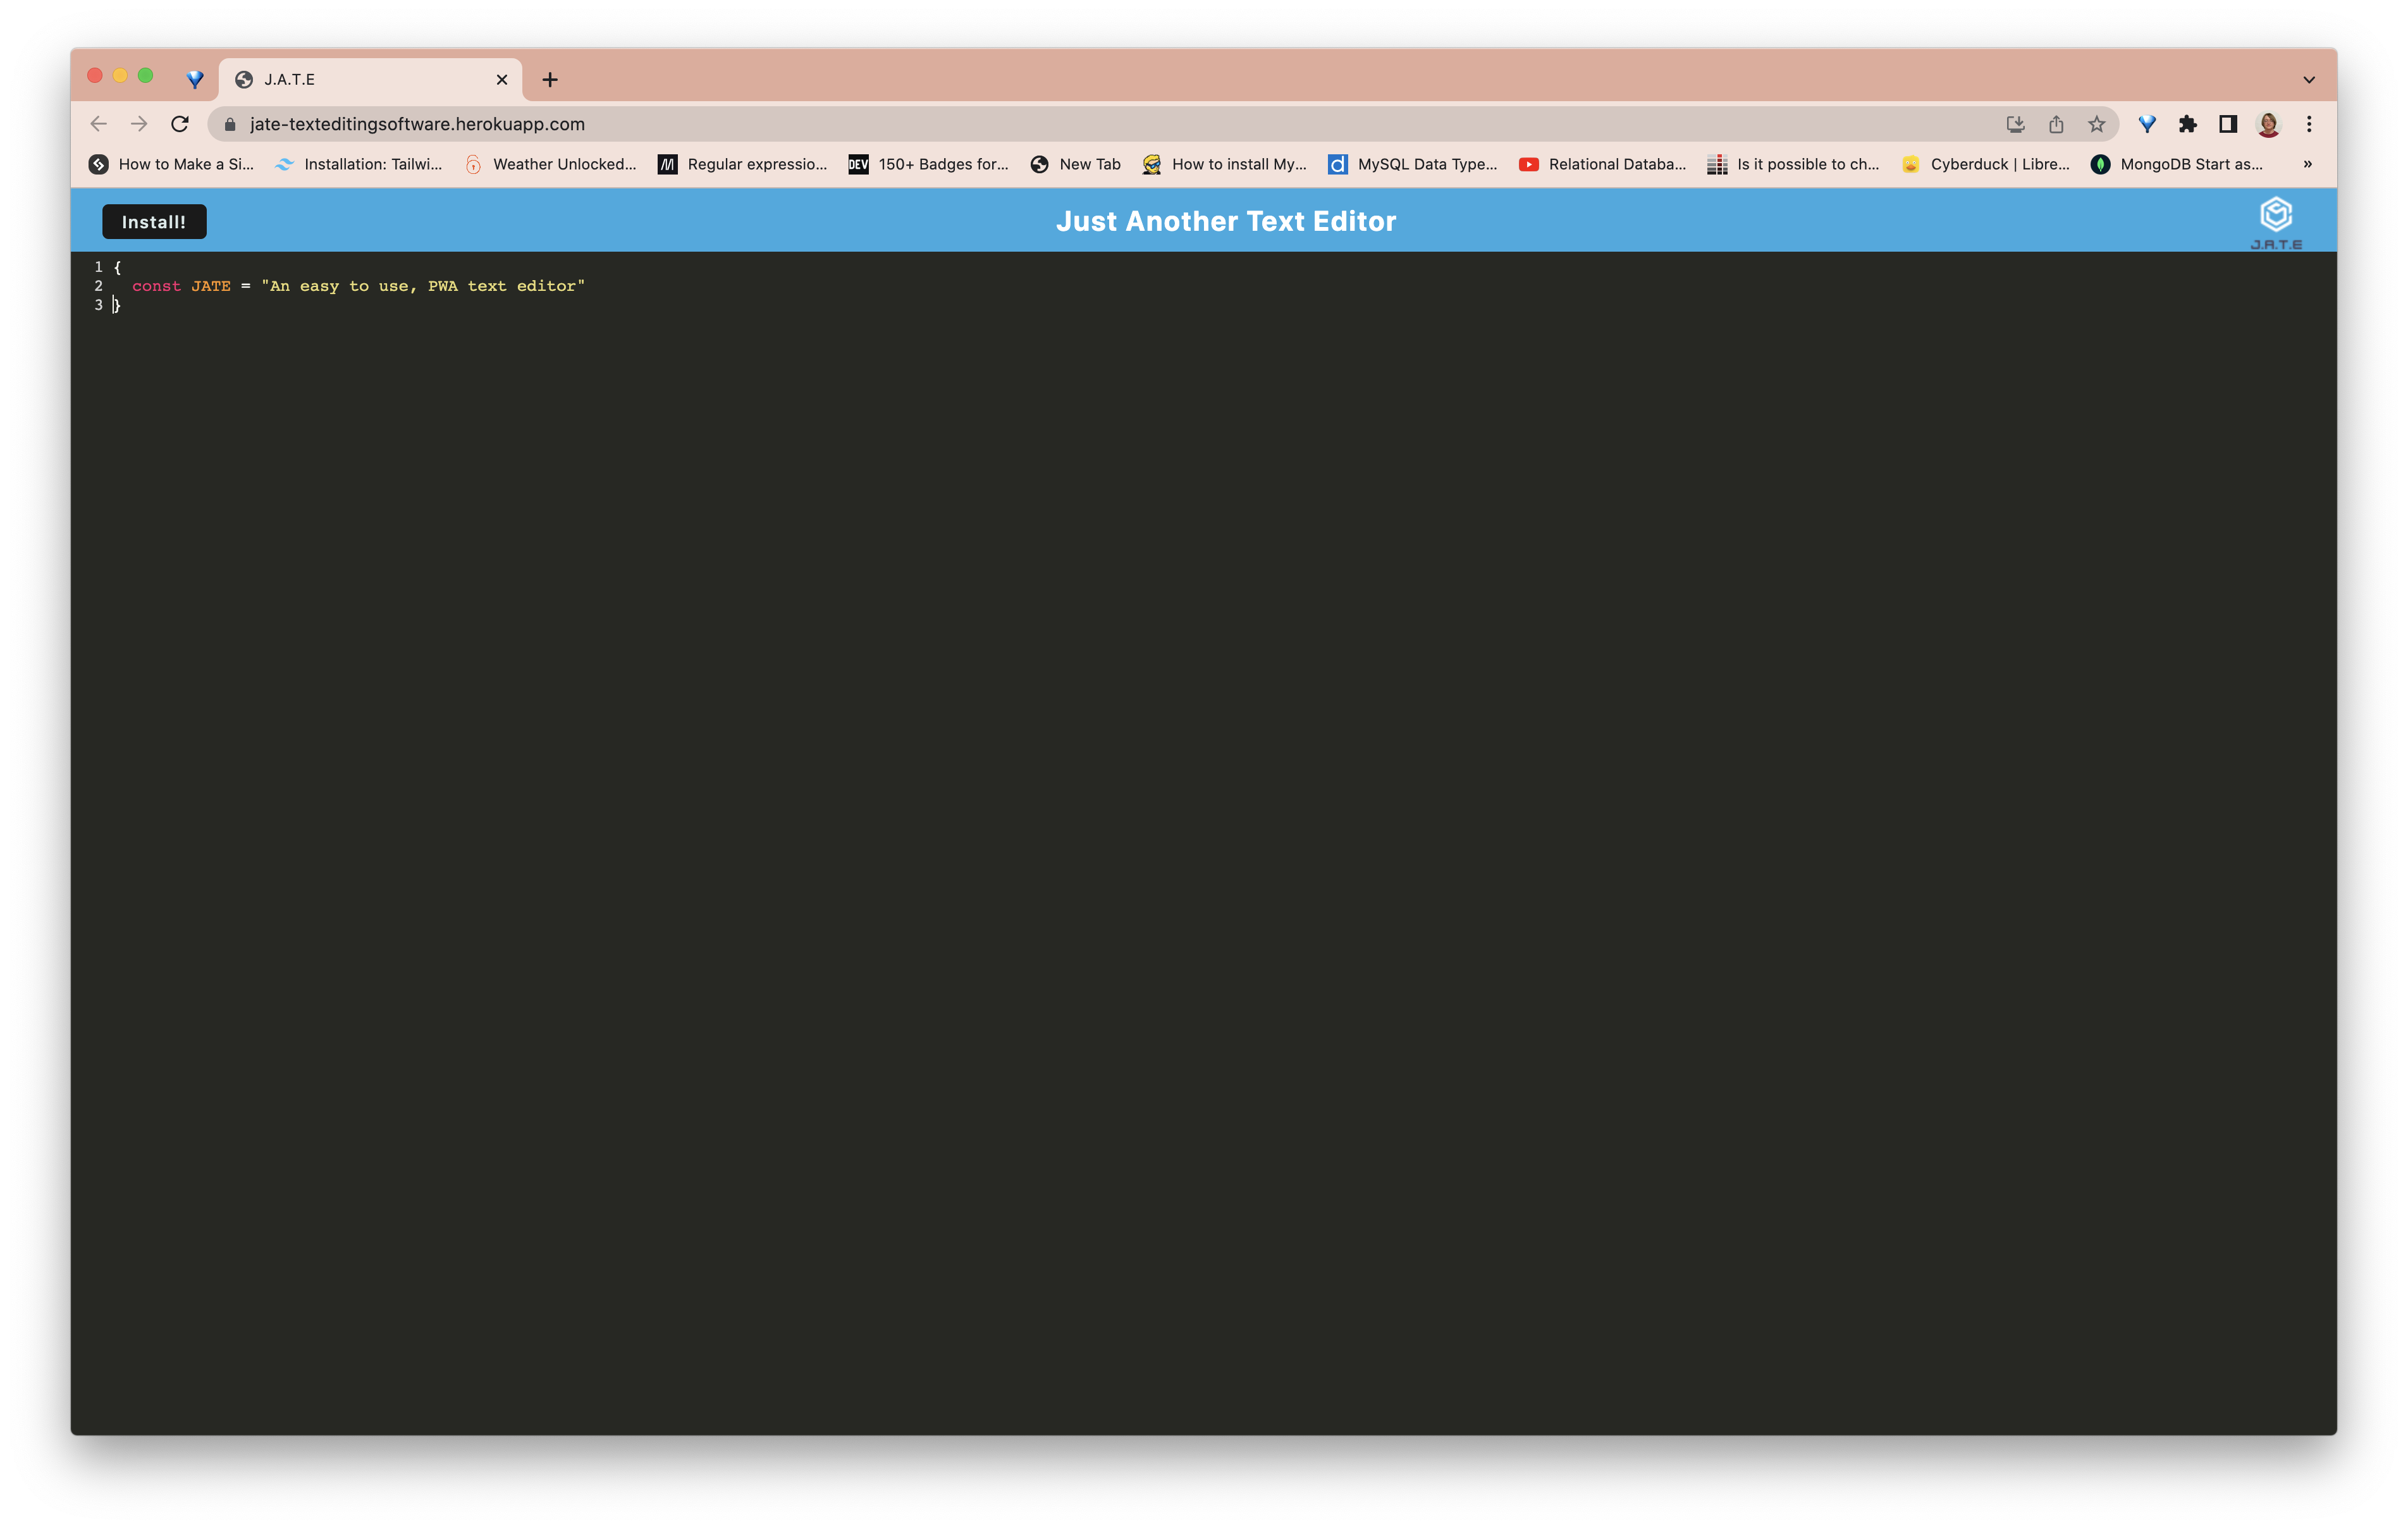 J.A.T.E
jate-texteditingsoftware.herokuapp.com
How to Make a Si... Installation: Tailwi... Weather Unlocked... Regular expressio... DEV 150+ Badges for... New Tab How to install My... d MySQL Data Type... Relational Databa... Is it possible to ch... Cyberduck | Libre... MongoDB Start as... »
Install! Just Another Text Editor J.A.T.E
1 {
2 const JATE = "An easy to use, PWA text editor"
3 }